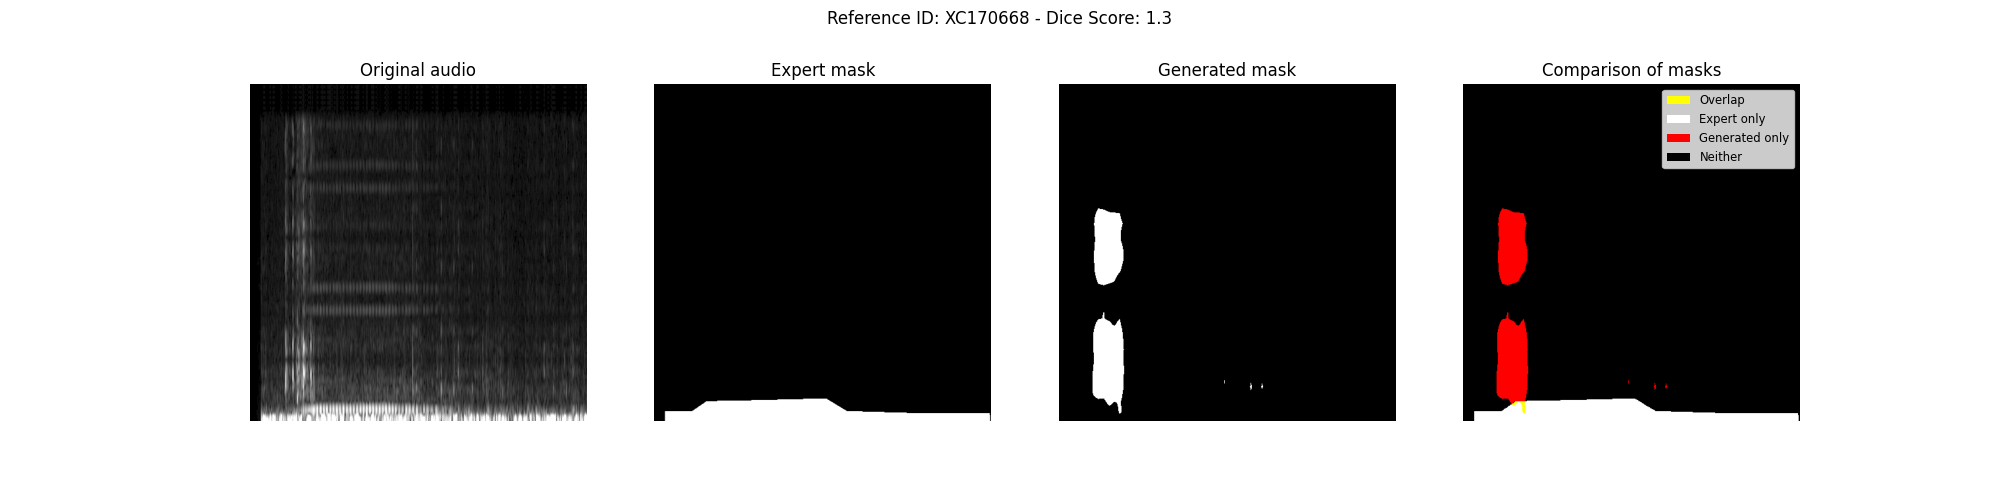 Reference ID: XC170668 - Dice Score: 1.3
Original audio
Expert mask
Generated mask
Comparison of masks
Overlap
Expert only
Generated only
Neither